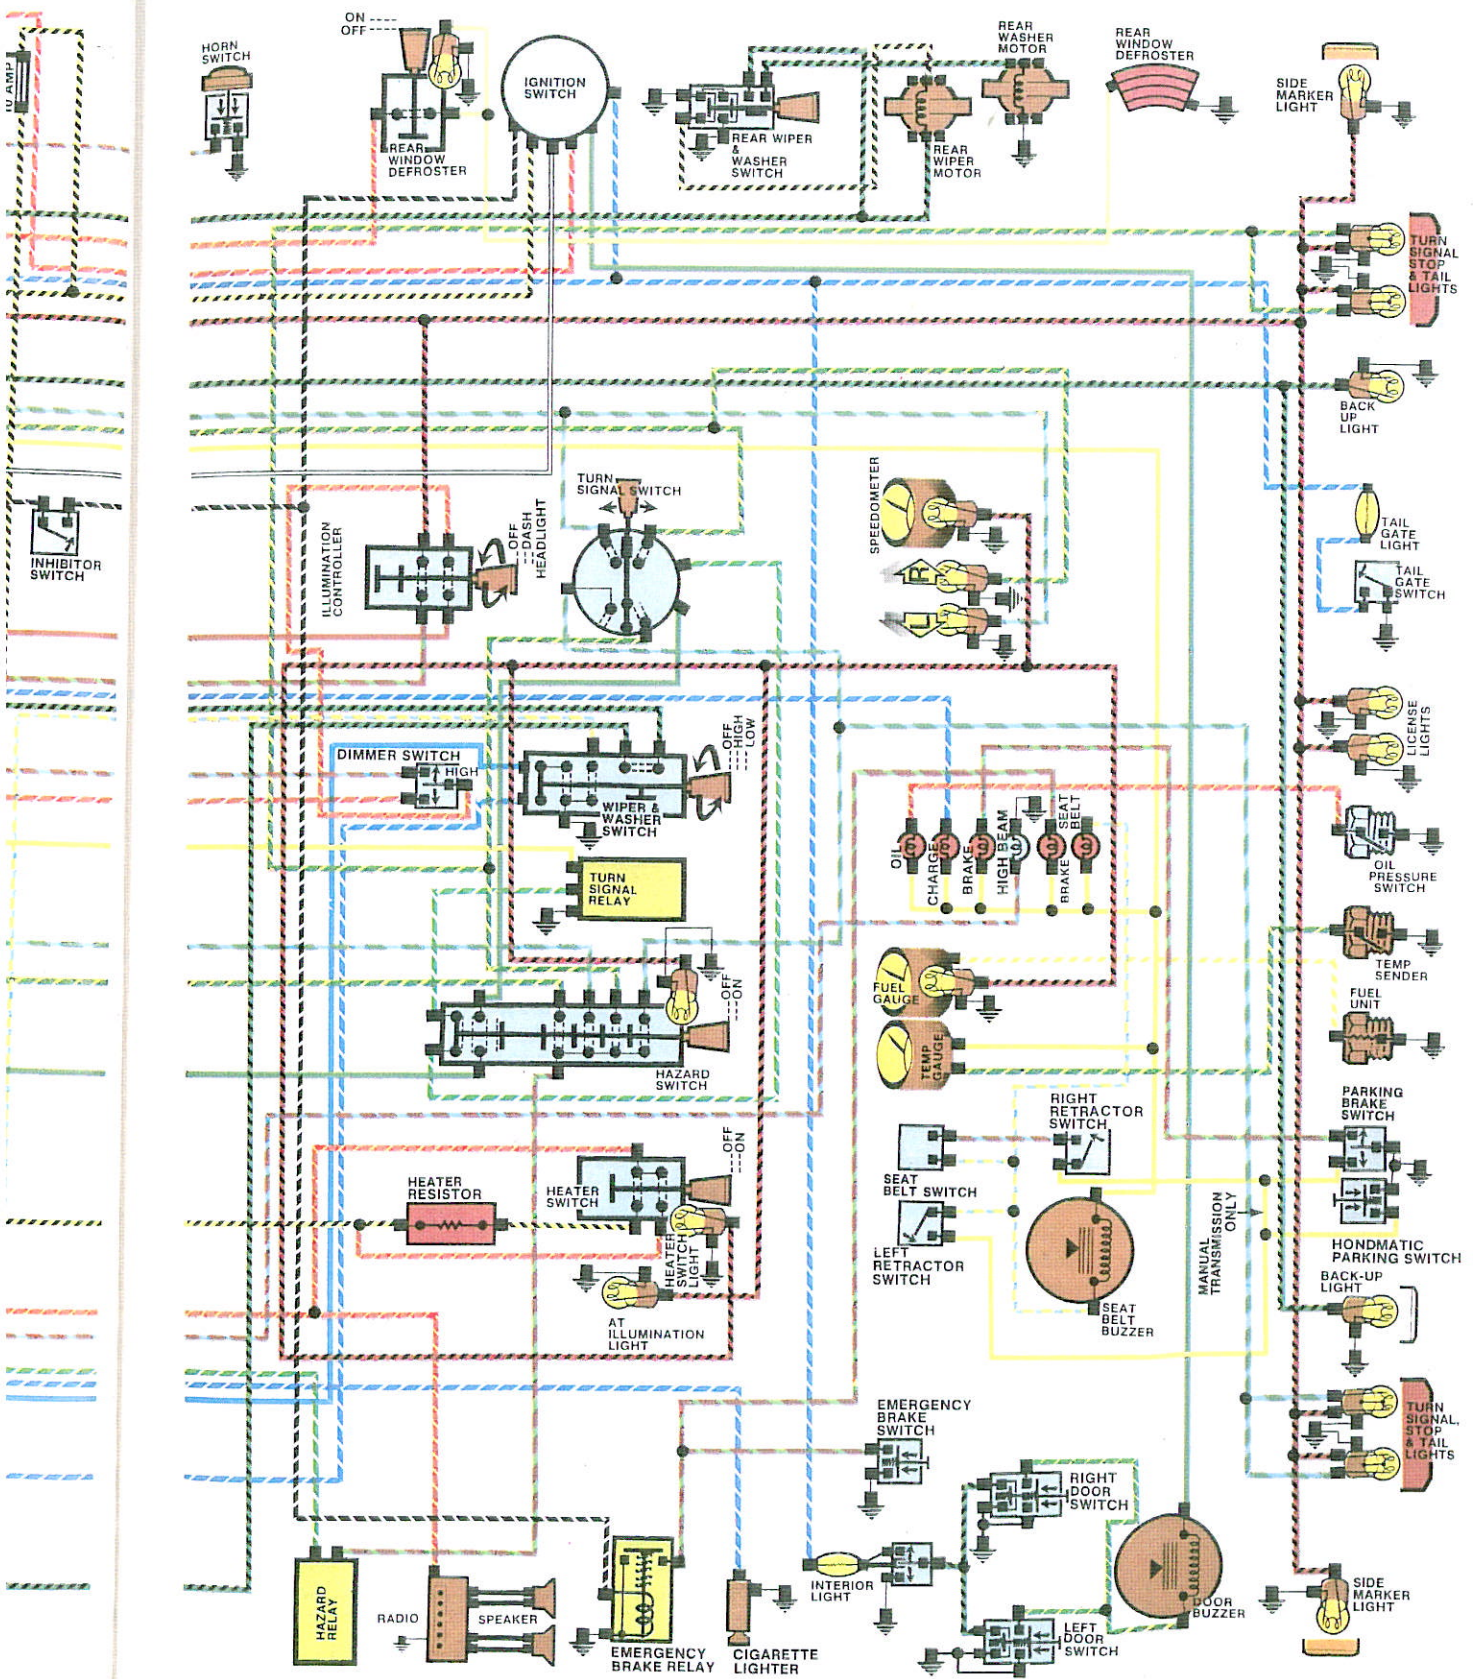 10 AMP
HORN
SWITCH
ON
OFF
REAR
WINDOW
DEFROSTER
IGNITION
SWITCH
REAR WIPER
&
WASHER
SWITCH
REAR
WIPER
MOTOR
REAR
WASHER
MOTOR
REAR
WINDOW
DEFROSTER
SIDE
MARKER
LIGHT
TURN
SIGNAL
STOP
& TAIL
LIGHTS
BACK
UP
LIGHT
INHIBITOR
SWITCH
ILLUMINATION
CONTROLLER
OFF
DASH
HEADLIGHT
TURN
SIGNAL SWITCH
SPEEDOMETER
R
L
TAIL
GATE
LIGHT
TAIL
GATE
SWITCH
LICENSE
LIGHTS
DIMMER SWITCH
HIGH
OFF
HIGH
LOW
WIPER &
WASHER
SWITCH
TURN
SIGNAL
RELAY
OIL
CHARGE
BRAKE
HIGH BEAM
BRAKE
SEAT
BELT
OIL
PRESSURE
SWITCH
TEMP
SENDER
FUEL
UNIT
FUEL
GAUGE
TEMP
GAUGE
OFF
ON
HAZARD
SWITCH
RIGHT
RETRACTOR
SWITCH
PARKING
BRAKE
SWITCH
SEAT
BELT SWITCH
LEFT
RETRACTOR
SWITCH
MANUAL
TRANSMISSION
ONLY
HONDMATIC
PARKING SWITCH
OFF
ON
HEATER
RESISTOR
HEATER
SWITCH
HEATER
SWITCH
LIGHT
SEAT
BELT
BUZZER
BACK-UP
LIGHT
AT
ILLUMINATION
LIGHT
EMERGENCY
BRAKE
SWITCH
TURN
SIGNAL,
STOP
& TAIL
LIGHTS
RIGHT
DOOR
SWITCH
INTERIOR
LIGHT
DOOR
BUZZER
SIDE
MARKER
LIGHT
LEFT
DOOR
SWITCH
HAZARD
RELAY
RADIO
SPEAKER
EMERGENCY
BRAKE RELAY
CIGARETTE
LIGHTER